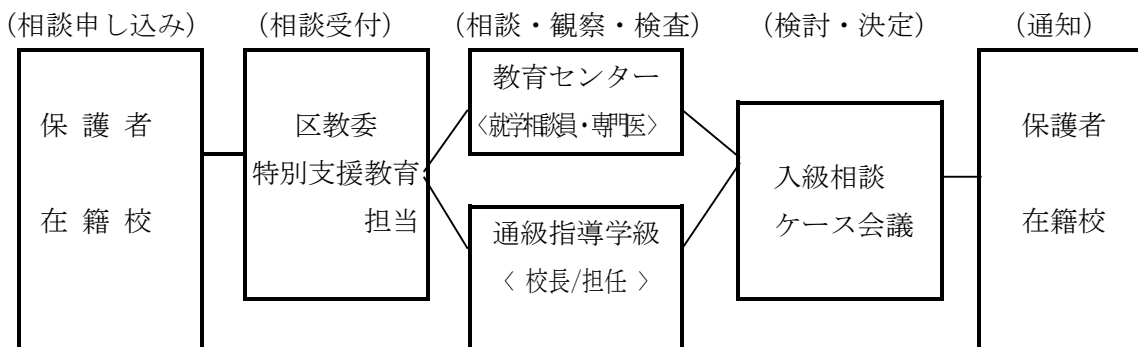 (相談申し込み)
(相談受付)
(相談・観察・検査)
(検討・決定)
(通知)
保護者
在籍校
区教委
特別支援教育
担当
教育センター
〈就学相談員・専門医〉
通級指導学級
〈 校長/担任 〉
入級相談
ケース会議
保護者
在籍校